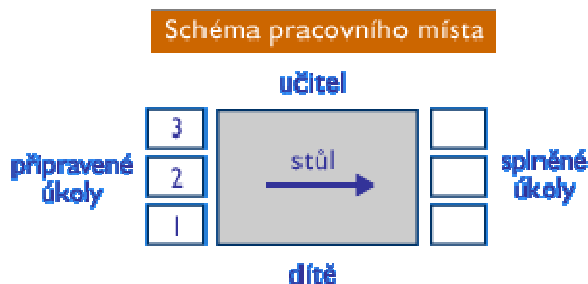 Schéma pracovního místa
učitel
3
připravené
úkoly
2
1
stůl
splněné
úkoly
dítě